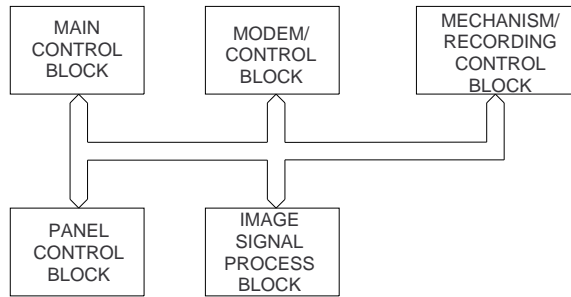 MAIN
CONTROL
BLOCK
MODEM/
CONTROL
BLOCK
MECHANISM/
RECORDING
CONTROL
BLOCK
PANEL
CONTROL
BLOCK
IMAGE
SIGNAL
PROCESS
BLOCK